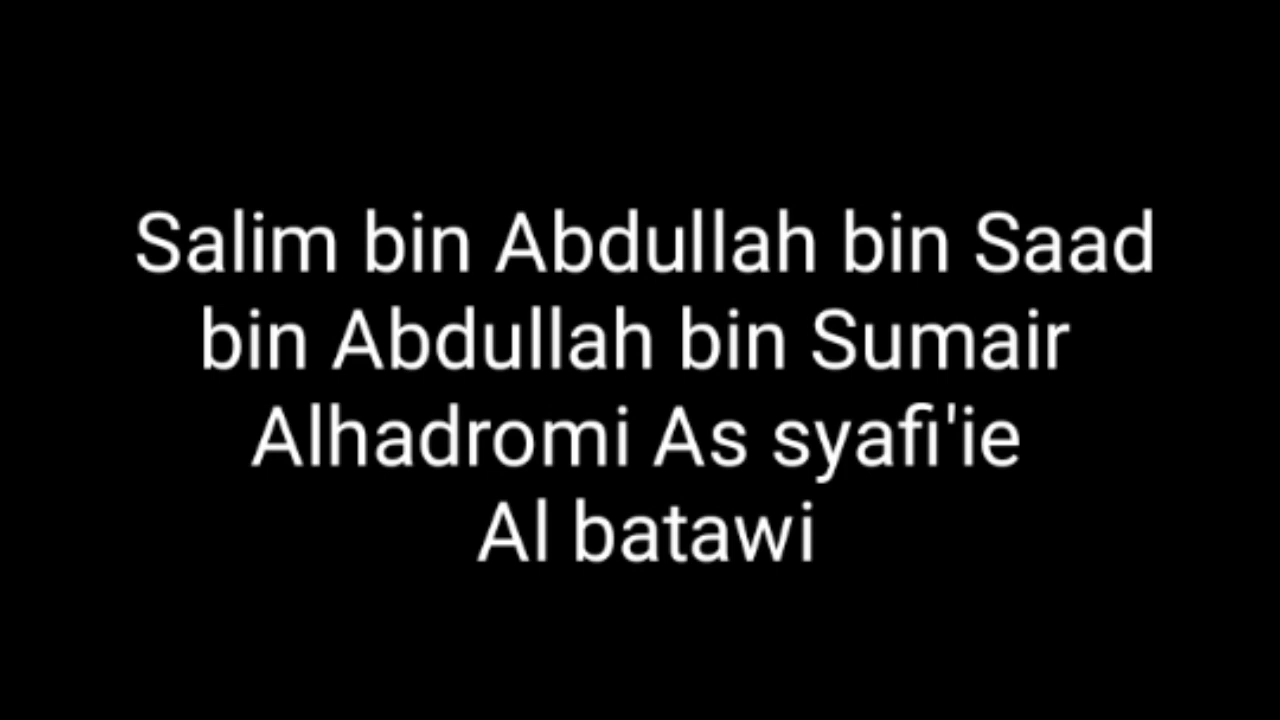 Salim bin Abdullah bin Saad
bin Abdullah bin Sumair
Alhadromi As syafi'ie
Al batawi